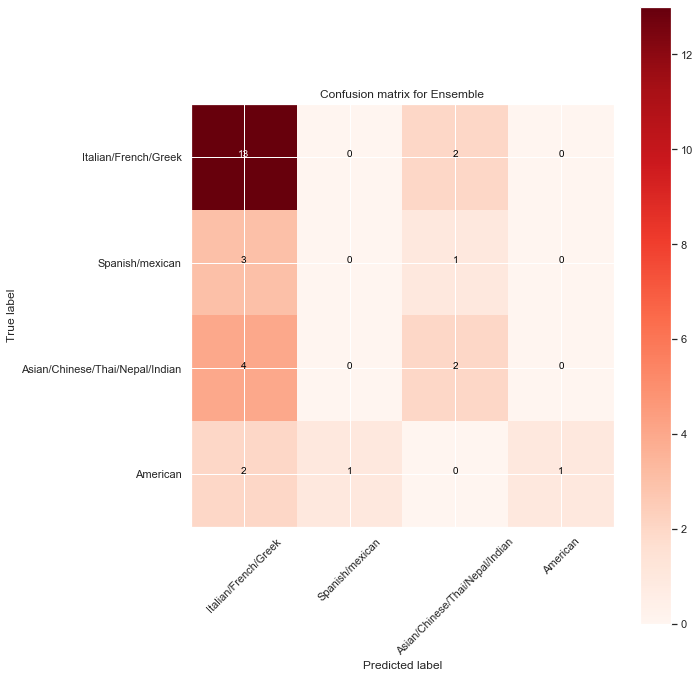 Confusion matrix for Ensemble
Italian/French/Greek 13 0 2 0
Spanish/mexican 3 0 1 0
Asian/Chinese/Thai/Nepal/Indian 4 0 2 0
American 2 1 0 1
True label
Italian/French/Greek
Spanish/mexican
Asian/Chinese/Thai/Nepal/Indian
American
Predicted label
12
10
8
6
4
2
0